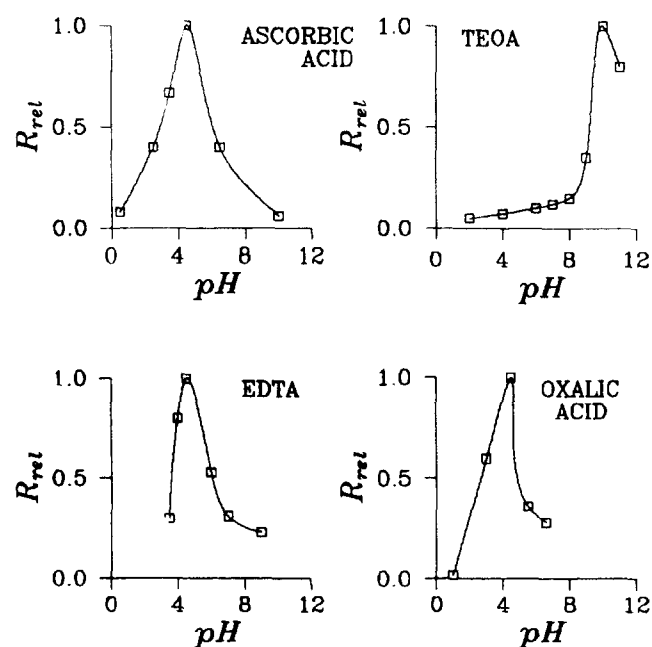 1.0
0.5
0.0
R_rel
0 4 8 12
pH
ASCORBIC
ACID
1.0
0.5
0.0
R_rel
0 4 8 12
pH
TEOA
1.0
0.5
0.0
R_rel
0 4 8 12
pH
EDTA
1.0
0.5
0.0
R_rel
0 4 8 12
pH
OXALIC
ACID